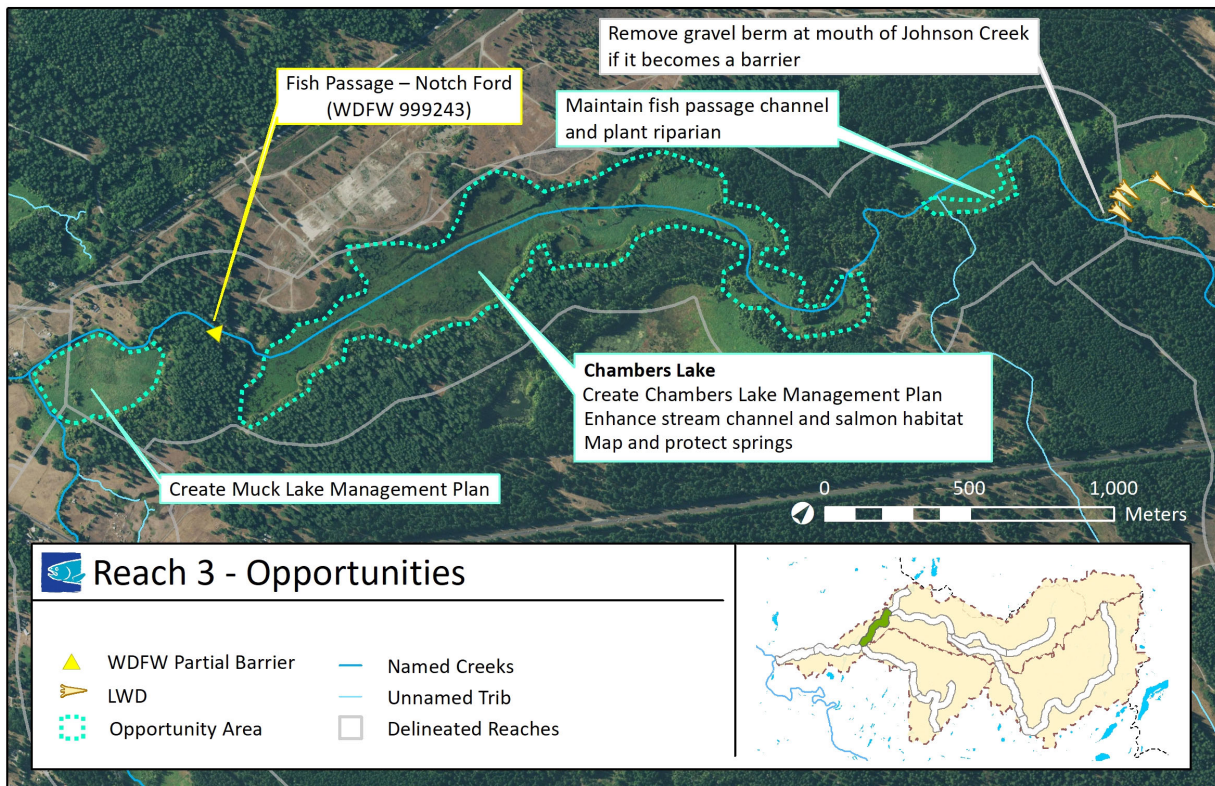 Remove gravel berm at mouth of Johnson Creek
if it becomes a barrier
Fish Passage – Notch Ford
(WDFW 999243)
Maintain fish passage channel
and plant riparian
Chambers Lake
Create Chambers Lake Management Plan
Enhance stream channel and salmon habitat
Map and protect springs
Create Muck Lake Management Plan
0 500 1,000
Meters
Reach 3 - Opportunities
WDFW Partial Barrier
LWD
Opportunity Area
Named Creeks
Unnamed Trib
Delineated Reaches